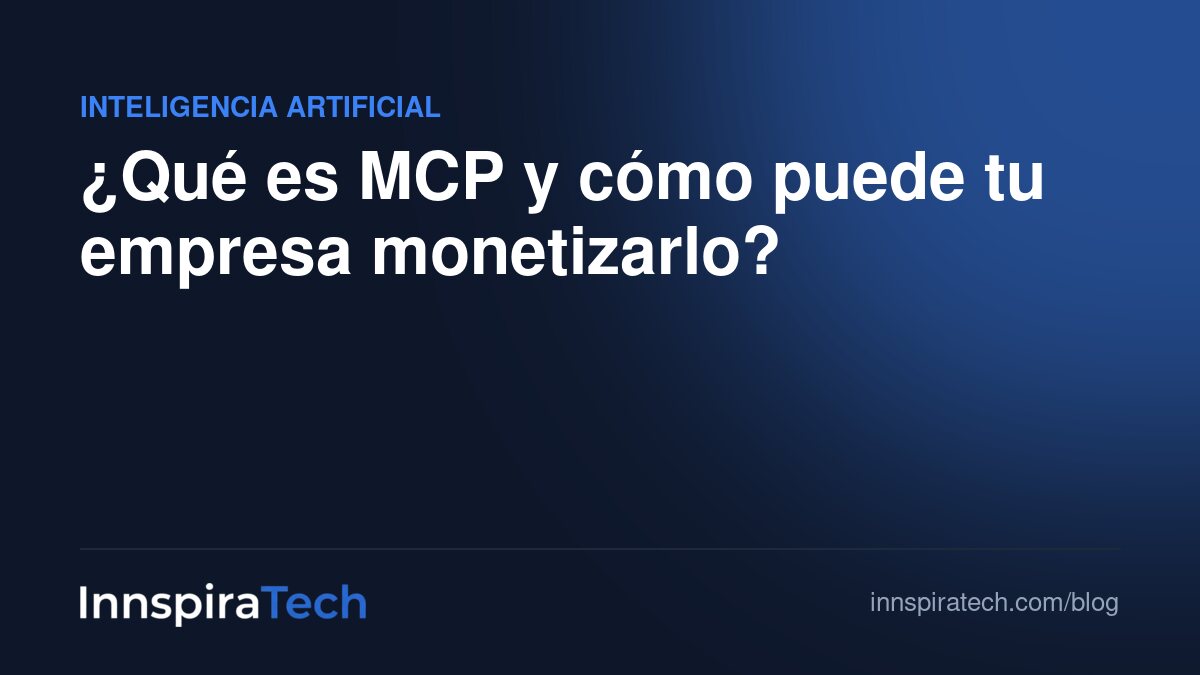 INTELIGENCIA ARTIFICIAL
¿Qué es MCP y cómo puede tu
empresa monetizarlo?
InnspiraTech
innspiratech.com/blog